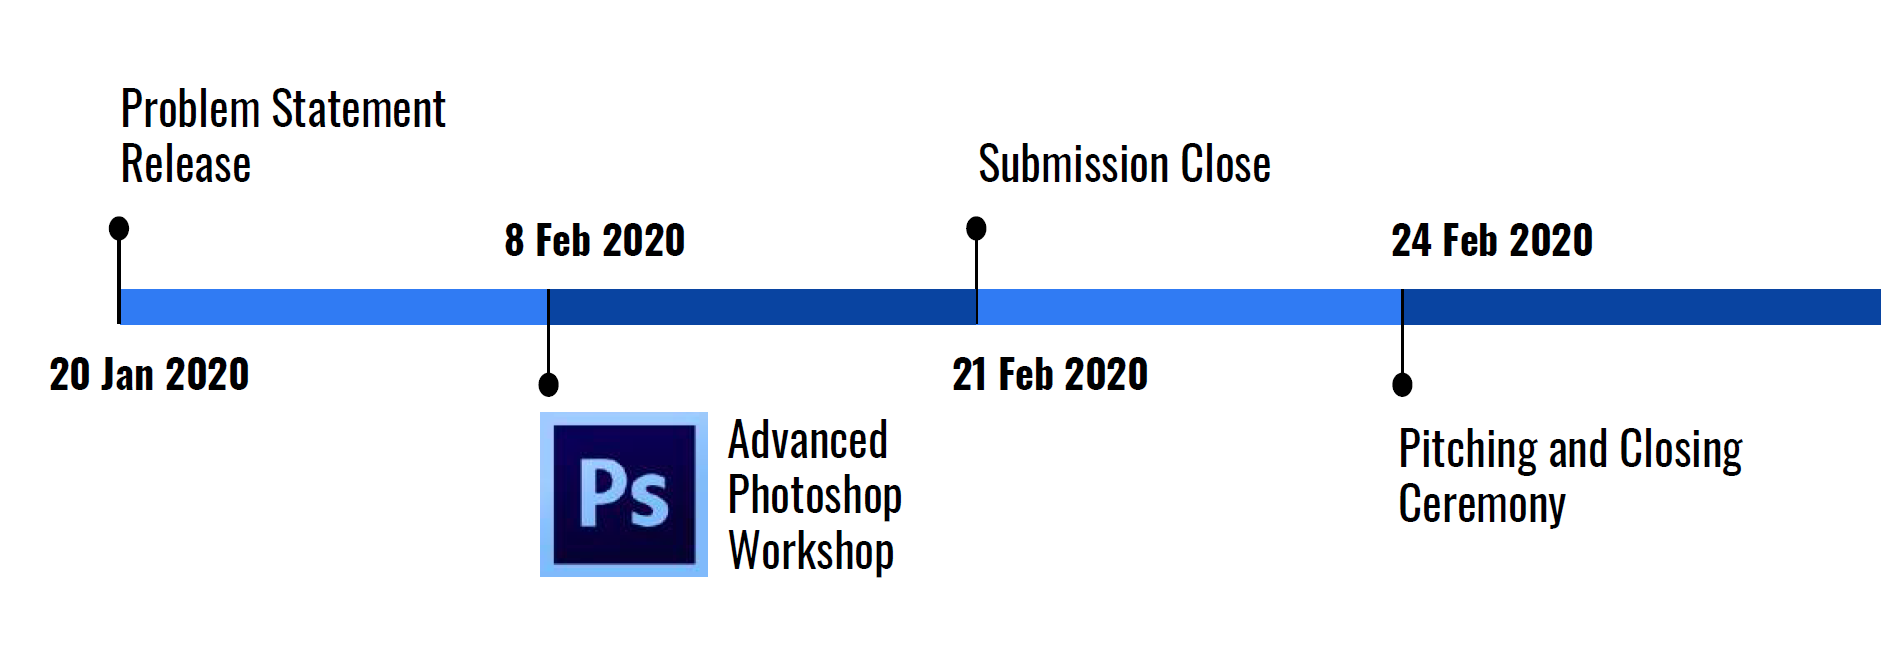 Problem Statement
Release
Submission Close
8 Feb 2020
24 Feb 2020
20 Jan 2020
21 Feb 2020
Ps
Advanced
Photoshop
Workshop
Pitching and Closing
Ceremony